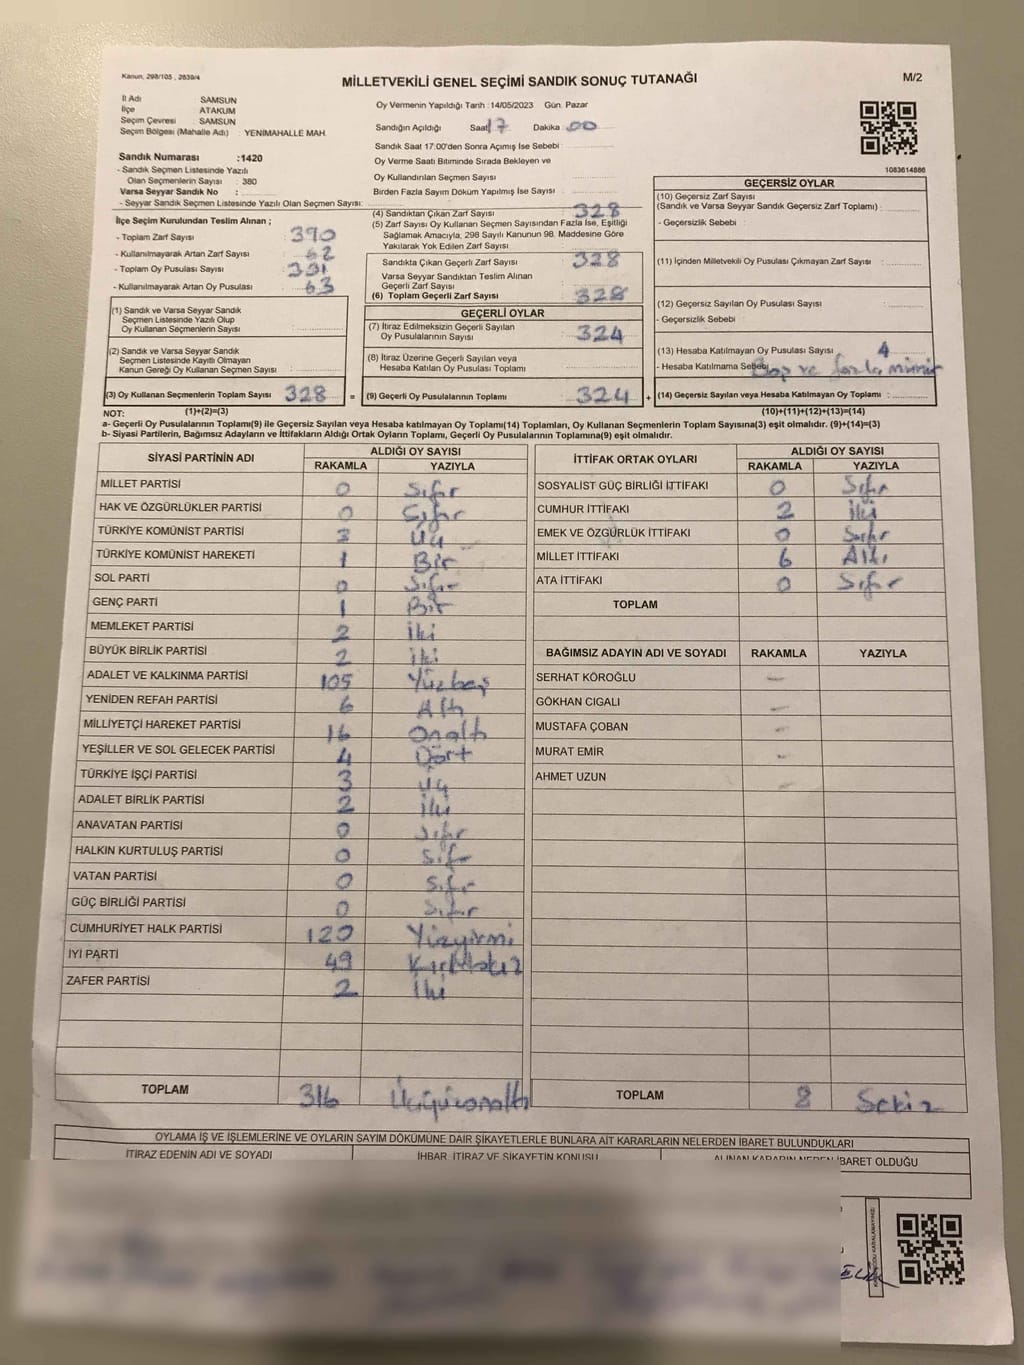 Kanun, 298/105 , 2839/4
MİLLETVEKİLİ GENEL SEÇİMİ SANDIK SONUÇ TUTANAĞI
M/2
İl Adı SAMSUN
İlçe ATAKUM
Seçim Çevresi SAMSUN
Seçim Bölgesi (Mahalle Adı) : YENİMAHALLE MAH.
Sandık Numarası :1420
- Sandık Seçmen Listesinde Yazılı
Olan Seçmenlerin Sayısı : 380
Varsa Seyyar Sandık No :
- Seyyar Sandık Seçmen Listesinde Yazılı Olan Seçmen Sayısı:
Oy Vermenin Yapıldığı Tarih :14/05/2023 Gün. Pazar
Sandığın Açıldığı Saat 17 Dakika 00
Sandık Saat 17:00'den Sonra Açımış İse Sebebi :
Oy Verme Saati Bitiminde Sırada Bekleyen ve
Oy Kullandırılan Seçmen Sayısı
Birden Fazla Sayım Döküm Yapılmış İse Sayısı :
1083614886
İlçe Seçim Kurulundan Teslim Alınan ;
- Toplam Zarf Sayısı : 390
- Kullanılmayarak Artan Zarf Sayısı : 62
- Toplam Oy Pusulası Sayısı : 391
- Kullanılmayarak Artan Oy Pusulası : 63
(1) Sandık ve Varsa Seyyar Sandık
Seçmen Listesinde Yazılı Olup
Oy Kullanan Seçmenlerin Sayısı :
(2) Sandık ve Varsa Seyyar Sandık
Seçmen Listesinde Kayıtlı Olmayan
Kanun Gereği Oy Kullanan Seçmen Sayısı :
(3) Oy Kullanan Seçmenlerin Toplam Sayısı : 328 =
(4) Sandıktan Çıkan Zarf Sayısı : 328
(5) Zarf Sayısı Oy Kullanan Seçmen Sayısından Fazla İse, Eşitliği
Sağlamak Amacıyla, 298 Sayılı Kanunun 98. Maddesine Göre
Yakılarak Yok Edilen Zarf Sayısı :
Sandıkta Çıkan Geçerli Zarf Sayısı : 328
Varsa Seyyar Sandıktan Teslim Alınan
Geçerli Zarf Sayısı :
(6) Toplam Geçerli Zarf Sayısı : 328
GEÇERLİ OYLAR
(7) İtiraz Edilmeksizin Geçerli Sayılan
Oy Pusulalarının Sayısı : 324
(8) İtiraz Üzerine Geçerli Sayılan veya
Hesaba Katılan Oy Pusulası Toplamı :
(9) Geçerli Oy Pusulalarının Toplamı : 324 +
GEÇERSİZ OYLAR
(10) Geçersiz Zarf Sayısı
(Sandık ve Varsa Seyyar Sandık Geçersiz Zarf Toplamı) :
- Geçersizlik Sebebi :
(11) İçinden Milletvekili Oy Pusulası Çıkmayan Zarf Sayısı:
(12) Geçersiz Sayılan Oy Pusulası Sayısı :
- Geçersizlik Sebebi :
(13) Hesaba Katılmayan Oy Pusulası Sayısı : 4
- Hesaba Katılmama Sebebi ve fazla
(14) Geçersiz Sayılan veya Hesaba Katılmayan Oy Toplamı :
NOT: (1)+(2)=(3) (10)+(11)+(12)+(13)=(14)
a- Geçerli Oy Pusulalarının Toplamı(9) ile Geçersiz Sayılan veya Hesaba Katılmayan oy Toplamı(14) Toplamları, Oy Kullanan Seçmenlerin Toplam Sayısına(3) eşit olmalıdır. (9)+(14)=(3)
b- Siyasi Partilerin, Bağımsız Adayların ve İttifakların Aldığı Ortak Oyların Toplamı, Geçerli Oy Pusulalarının Toplamına(9) eşit olmalıdır.
SİYASİ PARTİNİN ADI ALDIĞI OY SAYISI
RAKAMLA YAZIYLA
MİLLET PARTİSİ 0 Sıfır
HAK VE ÖZGÜRLÜKLER PARTİSİ 0 Sıfır
TÜRKİYE KOMÜNİST PARTİSİ 3 Üç
TÜRKİYE KOMÜNİST HAREKETİ 1 Bir
SOL PARTİ 0 Sıfır
GENÇ PARTİ 1 Bir
MEMLEKET PARTİSİ 2 İki
BÜYÜK BİRLİK PARTİSİ 2 İki
ADALET VE KALKINMA PARTİSİ 105 Yüzbeş
YENİDEN REFAH PARTİSİ 6 Altı
MİLLİYETÇİ HAREKET PARTİSİ 16 Onaltı
YEŞİLLER VE SOL GELECEK PARTİSİ 4 Dört
TÜRKİYE İŞÇİ PARTİSİ 3 Üç
ADALET BİRLİK PARTİSİ 2 İki
ANAVATAN PARTİSİ 0 Sıfır
HALKIN KURTULUŞ PARTİSİ 0 Sıfır
VATAN PARTİSİ 0 Sıfır
GÜÇ BİRLİĞİ PARTİSİ 0 Sıfır
CUMHURİYET HALK PARTİSİ 120 Yüzyirmi
İYİ PARTİ 49 Kırkdokuz
ZAFER PARTİSİ 2 İki
TOPLAM 316 Üçyüzonaltı
İTTİFAK ORTAK OYLARI ALDIĞI OY SAYISI
RAKAMLA YAZIYLA
SOSYALİST GÜÇ BİRLİĞİ İTTİFAKI 0 Sıfır
CUMHUR İTTİFAKI 2 İki
EMEK VE ÖZGÜRLÜK İTTİFAKI 0 Sıfır
MİLLET İTTİFAKI 6 Altı
ATA İTTİFAKI 0 Sıfır
TOPLAM
BAĞIMSIZ ADAYIN ADI VE SOYADI RAKAMLA YAZIYLA
SERHAT KÖROĞLU -
GÖKHAN CIGALI -
MUSTAFA ÇOBAN -
MURAT EMİR -
AHMET UZUN -
TOPLAM 8 Sekiz
OYLAMA İŞ VE İŞLEMLERİNE VE OYLARIN SAYIM DÖKÜMÜNE DAİR ŞİKAYETLERLE BUNLARA AİT KARARLARIN NELERDEN İBARET BULUNDUKLARI
İTİRAZ EDENİN ADI VE SOYADI İHBAR, İTİRAZ VE ŞİKAYETİN KONUSU ALINAN KARARIN NEDEN İBARET OLDUĞU